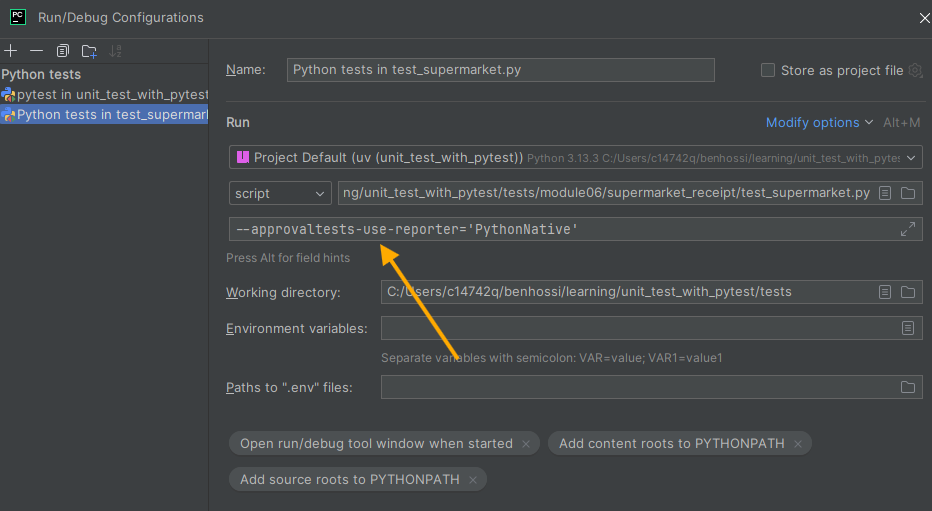 PC Run/Debug Configurations
Python tests
pytest in unit_test_with_pytest
Python tests in test_supermar
Name: Python tests in test_supermarket.py Store as project file
Run Modify options Alt+M
Project Default (uv (unit_test_with_pytest)) Python 3.13.3 C:/Users/c14742q/benhossi/learning/unit_test_with_pytes
script ng/unit_test_with_pytest/tests/module06/supermarket_receipt/test_supermarket.py
--approvaltests-use-reporter='PythonNative'
Press Alt for field hints
Working directory: C:/Users/c14742q/benhossi/learning/unit_test_with_pytest/tests
Environment variables:
Separate variables with semicolon: VAR=value; VAR1=value1
Paths to ".env" files:
Open run/debug tool window when started × Add content roots to PYTHONPATH ×
Add source roots to PYTHONPATH ×